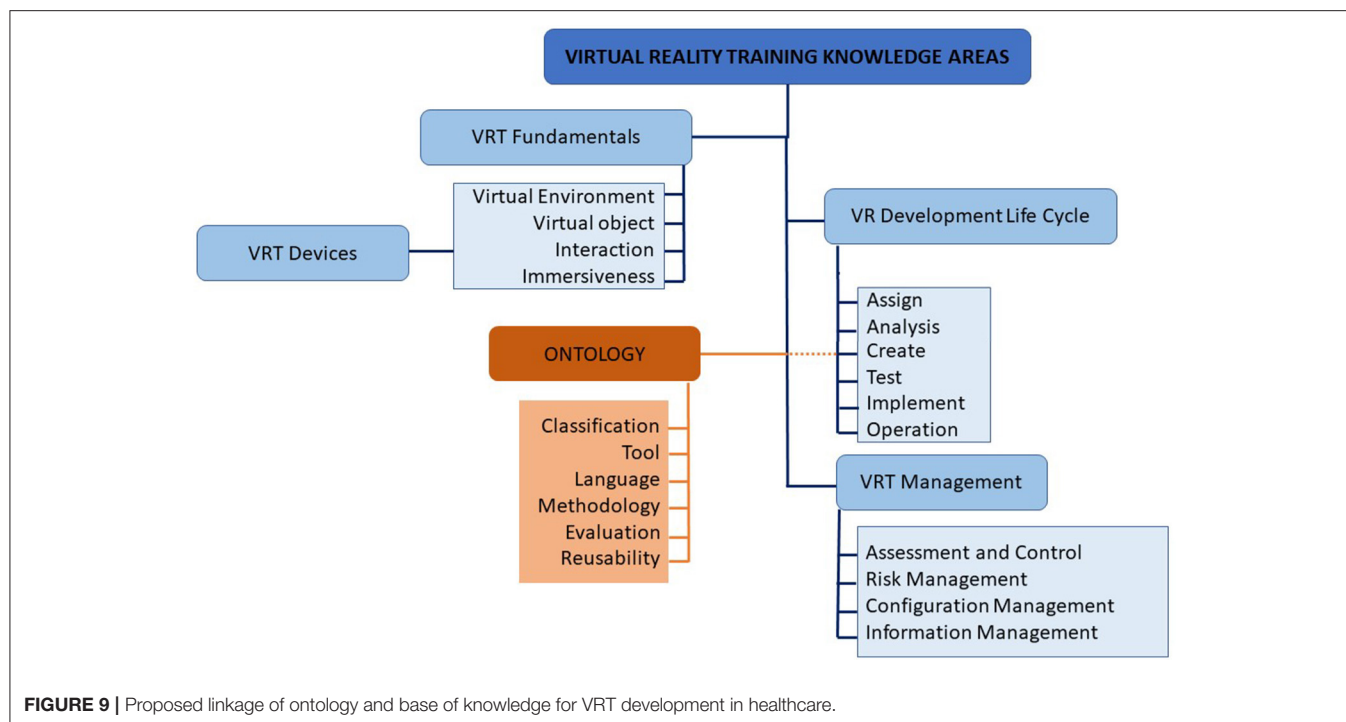 VIRTUAL REALITY TRAINING KNOWLEDGE AREAS
VRT Fundamentals
Virtual Environment
Virtual object
Interaction
Immersiveness
VRT Devices
VR Development Life Cycle
Assign
Analysis
Create
Test
Implement
Operation
ONTOLOGY
Classification
Tool
Language
Methodology
Evaluation
Reusability
VRT Management
Assessment and Control
Risk Management
Configuration Management
Information Management
FIGURE 9 | Proposed linkage of ontology and base of knowledge for VRT development in healthcare.